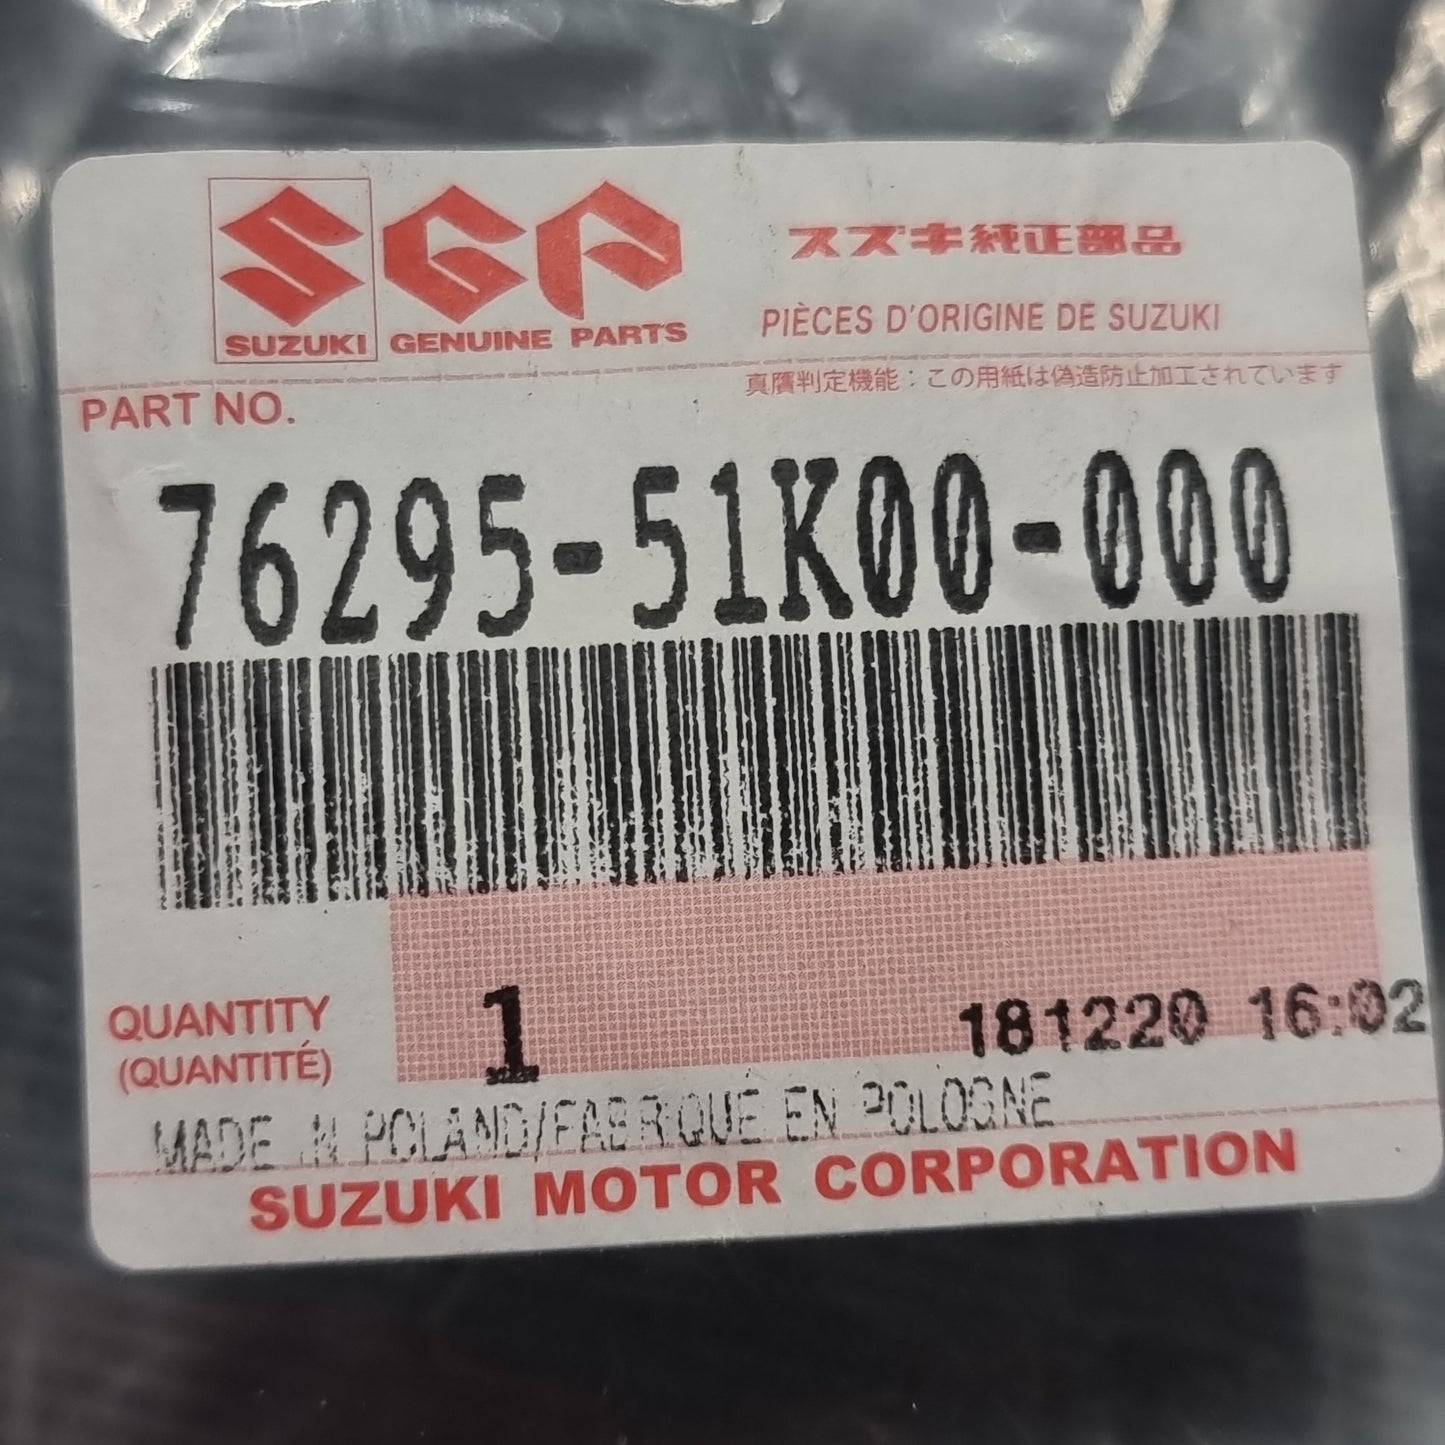 SGP
スズキ純正部品
SUZUKI GENUINE PARTS
PIÈCES D'ORIGINE DE SUZUKI
真贋判定機能：この用紙は偽造防止加工されています
PART NO.
76295-51K00-000
QUANTITY
(QUANTITÉ)
1
181220 16:02
MADE IN POLAND/FABRIQUE EN POLOGNE
SUZUKI MOTOR CORPORATION